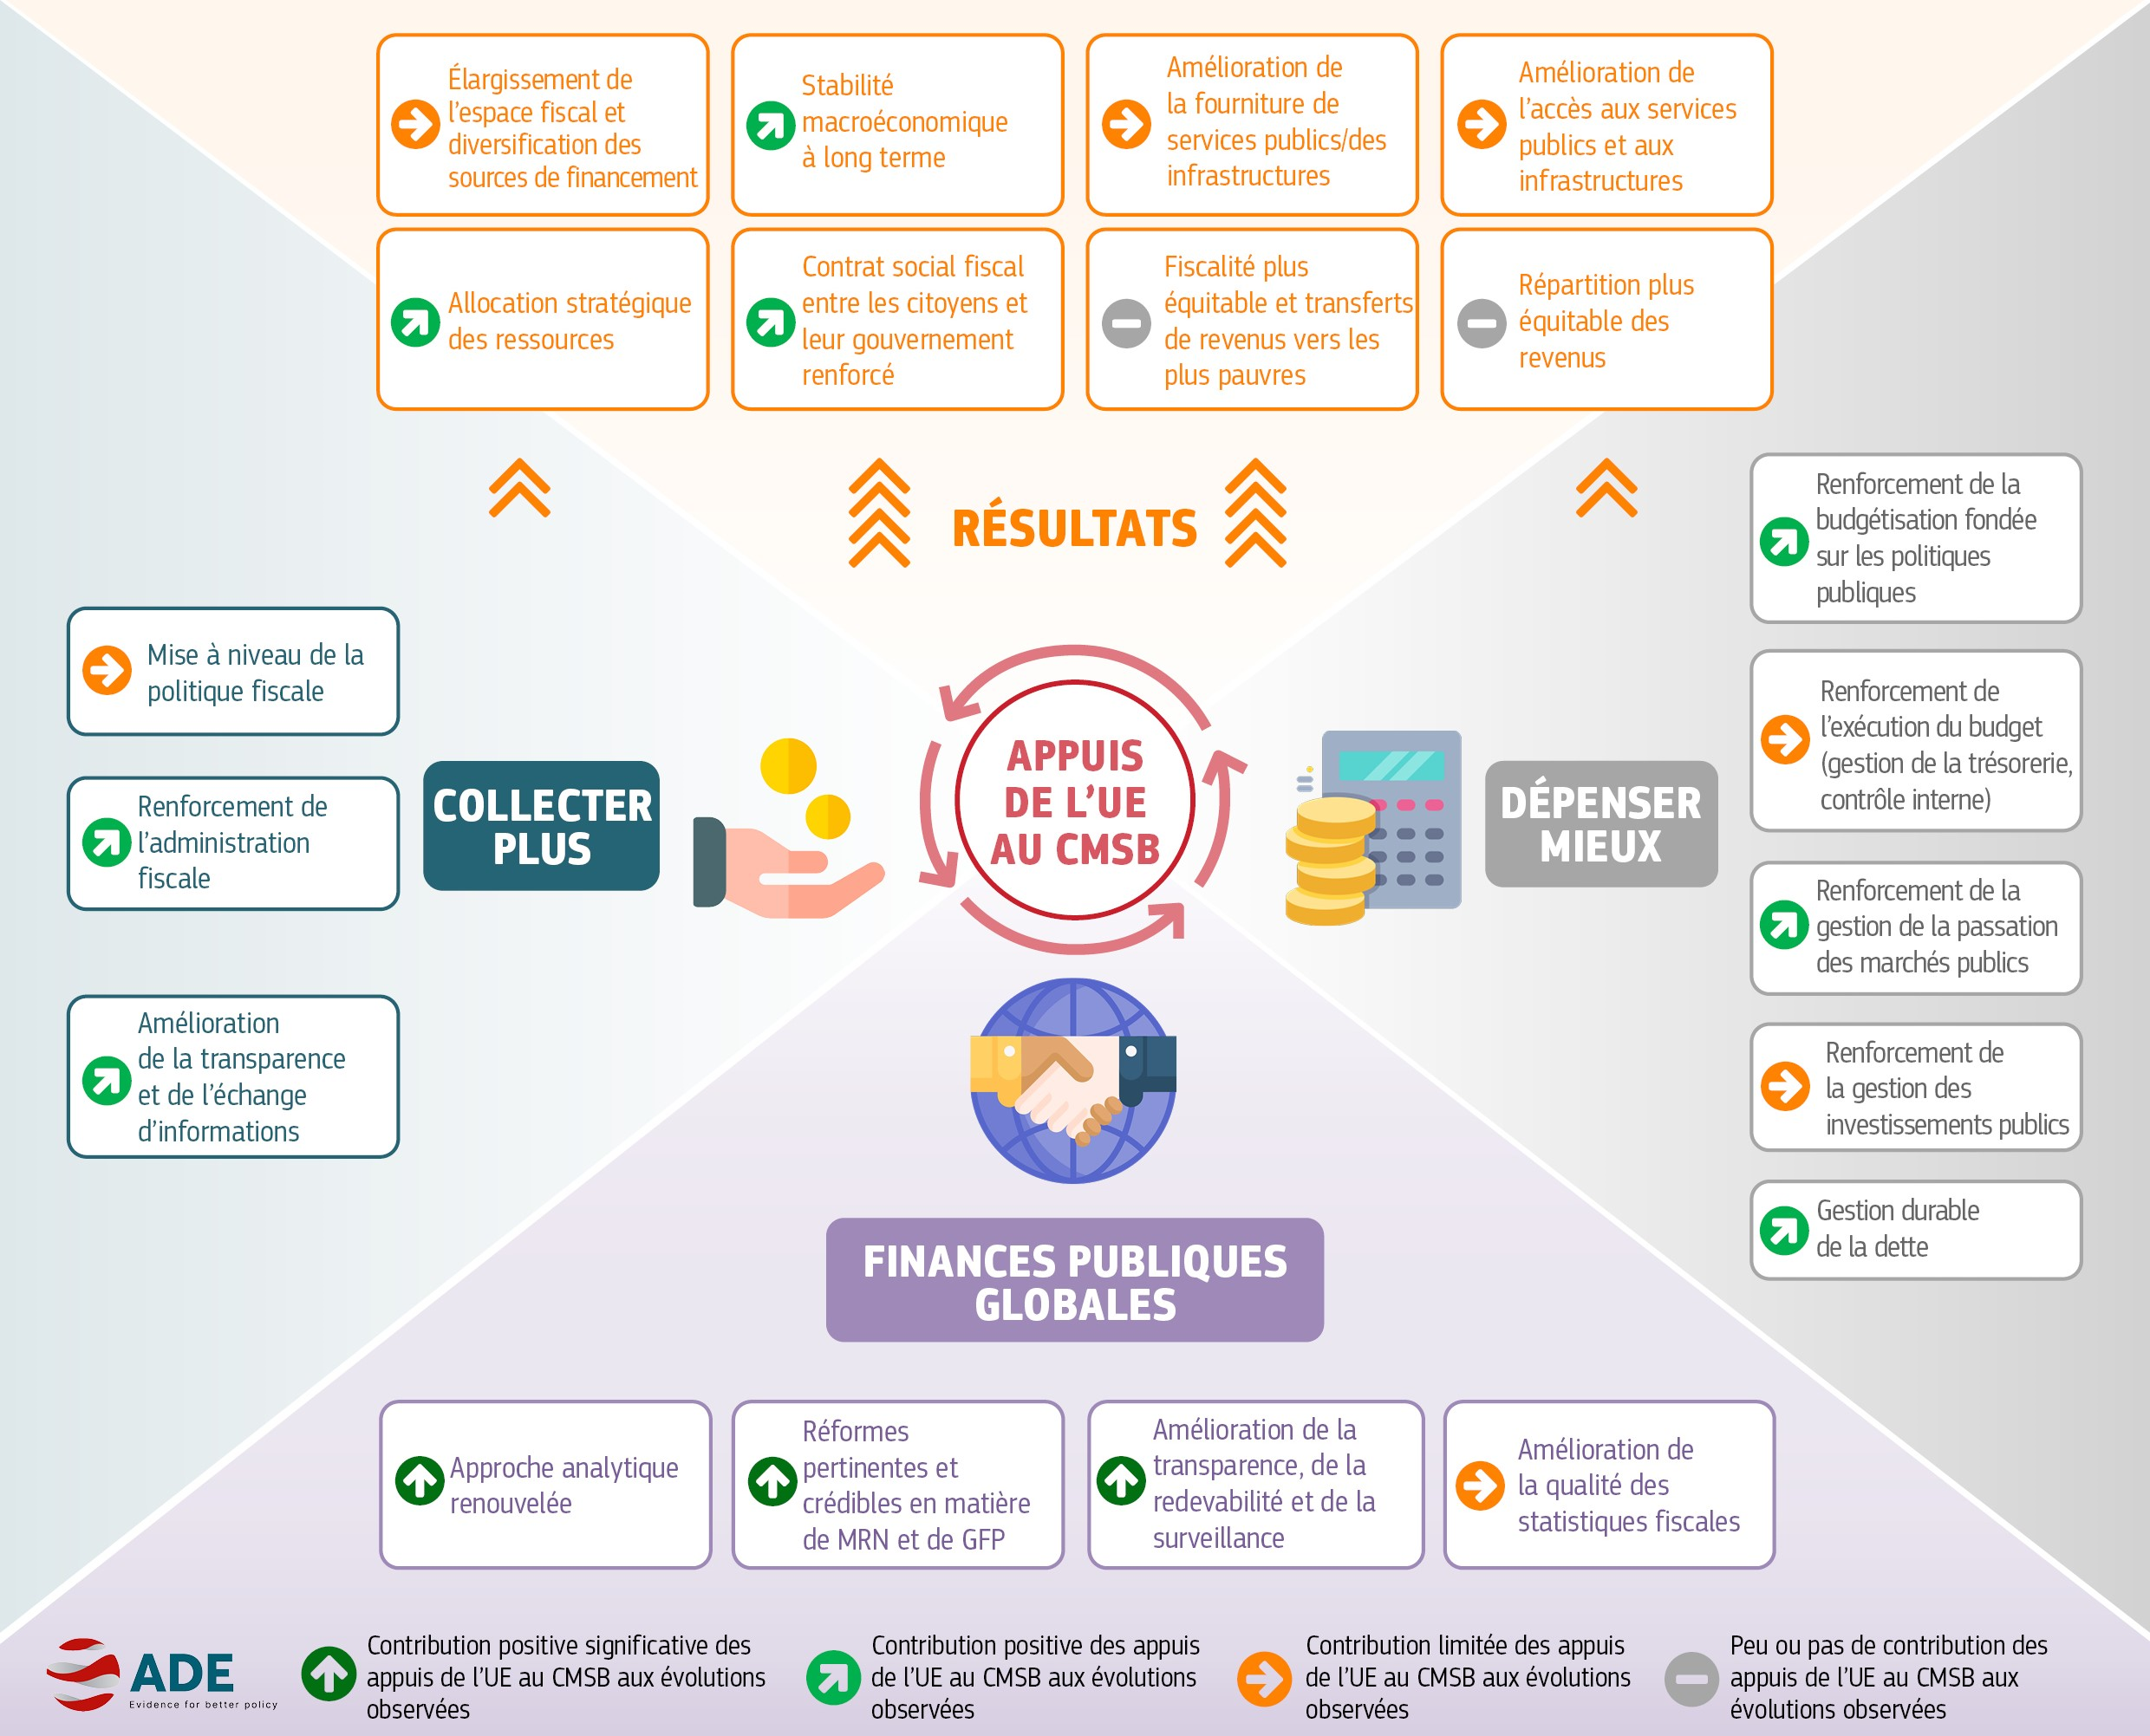 Élargissement de
l'espace fiscal et
diversification des
sources de financement
Stabilité
macroéconomique
à long terme
Amélioration de
la fourniture de
services publics/des
infrastructures
Amélioration de
l'accès aux services
publics et aux
infrastructures
Allocation stratégique
des ressources
Contrat social fiscal
entre les citoyens et
leur gouvernement
renforcé
Fiscalité plus
équitable et transferts
de revenus vers les
plus pauvres
Répartition plus
équitable des
revenus
RÉSULTATS
Mise à niveau de la
politique fiscale
Renforcement de
l'administration
fiscale
Amélioration
de la transparence
et de l'échange
d'informations
COLLECTER
PLUS
APPUIS
DE L'UE
AU CMSB
DÉPENSER
MIEUX
Renforcement de la
budgétisation fondée
sur les politiques
publiques
Renforcement de
l'exécution du budget
(gestion de la trésorerie,
contrôle interne)
Renforcement de la
gestion de la passation
des marchés publics
Renforcement de
la gestion des
investissements publics
Gestion durable
de la dette
FINANCES PUBLIQUES
GLOBALES
Approche analytique
renouvelée
Réformes
pertinentes et
crédibles en matière
de MRN et de GFP
Amélioration de la
transparence, de la
redevabilité et de la
surveillance
Amélioration de
la qualité des
statistiques fiscales
ADE
Evidence for better policy
Contribution positive significative des
appuis de l'UE au CMSB aux évolutions
observées
Contribution positive des appuis
de l'UE au CMSB aux évolutions
observées
Contribution limitée des appuis
de l'UE au CMSB aux évolutions
observées
Peu ou pas de contribution des
appuis de l'UE au CMSB aux
évolutions observées